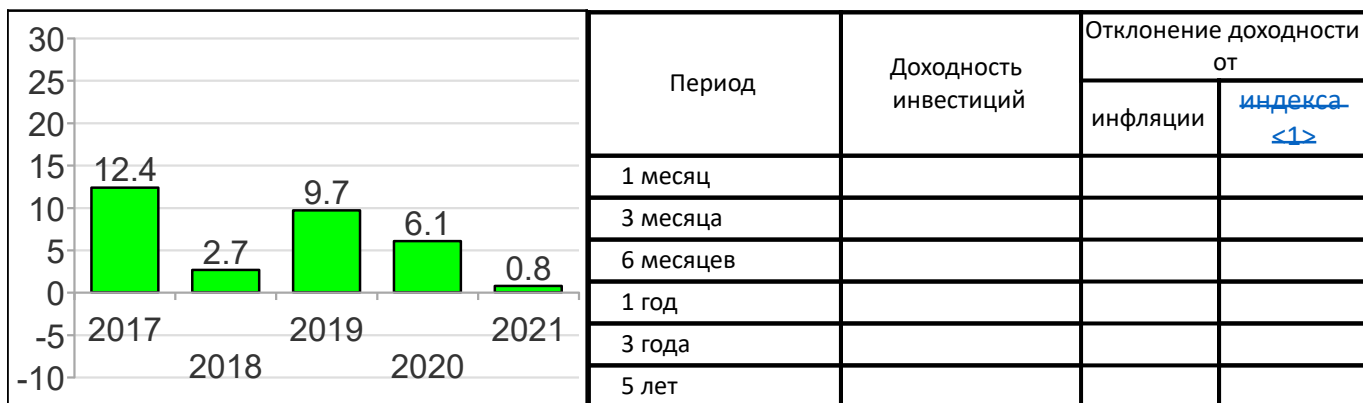 30
25
20
15
10
5
0
-5
-10
12.4
2.7
9.7
6.1
0.8
2017
2018
2019
2020
2021
Период
Доходность
инвестиций
Отклонение доходности
от
инфляции
индекса
<1>
1 месяц
3 месяца
6 месяцев
1 год
3 года
5 лет